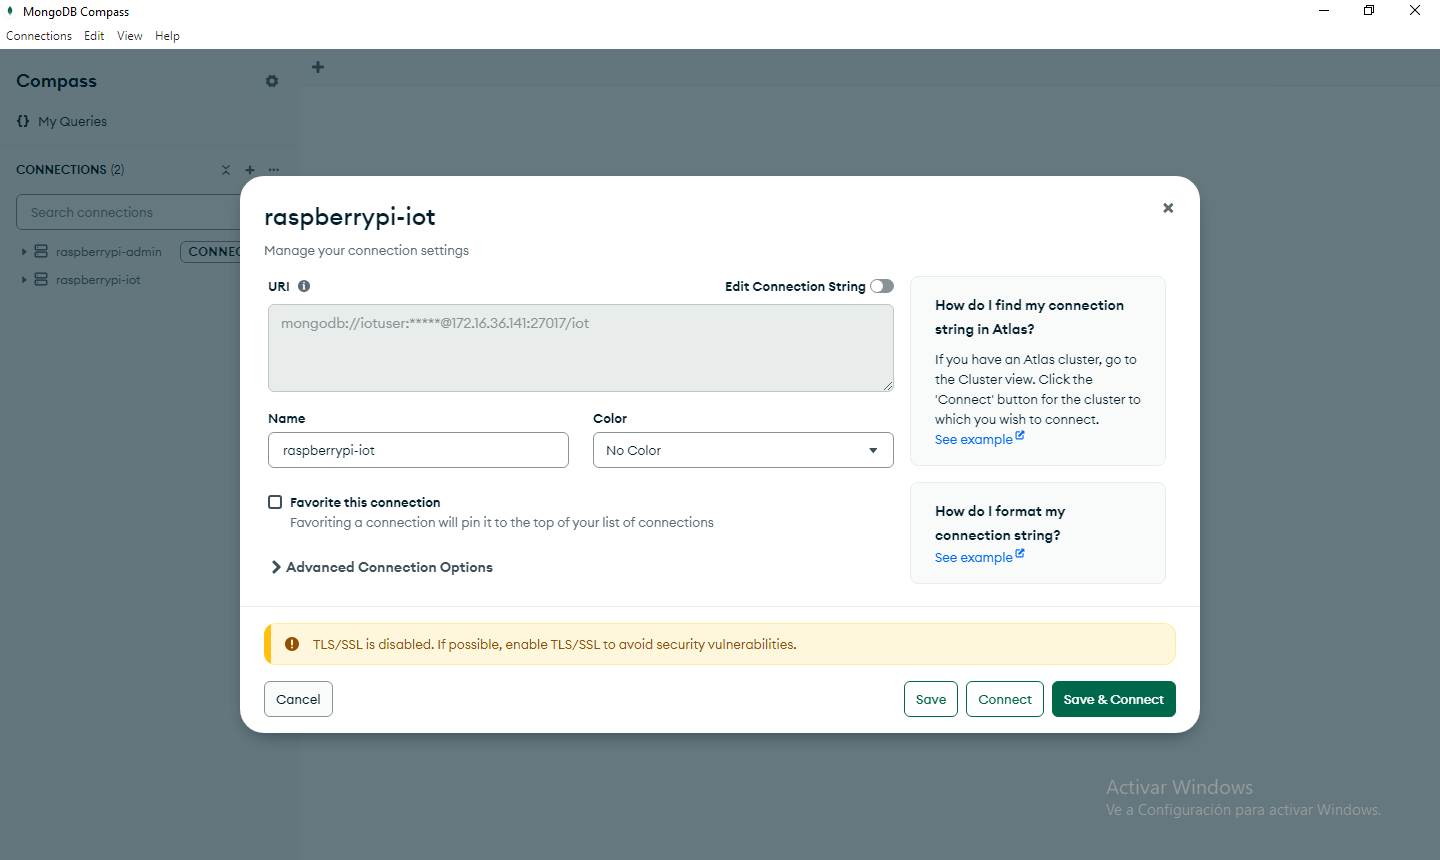 MongoDB Compass
Connections Edit View Help
Compass
{} My Queries
CONNECTIONS (2)
Search connections
raspberrypi-admin
raspberrypi-iot
raspberrypi-iot
Manage your connection settings
URI
Edit Connection String
mongodb://iotuser:*****@172.16.36.141:27017/iot
Name
Color
raspberrypi-iot
No Color
Favorite this connection
Favoriting a connection will pin it to the top of your list of connections
Advanced Connection Options
How do I find my connection
string in Atlas?
If you have an Atlas cluster, go to
the Cluster view. Click the
'Connect' button for the cluster to
which you wish to connect.
See example
How do I format my
connection string?
See example
TLS/SSL is disabled. If possible, enable TLS/SSL to avoid security vulnerabilities.
Cancel
Save
Connect
Save & Connect
Activar Windows
Ve a Configuración para activar Windows.